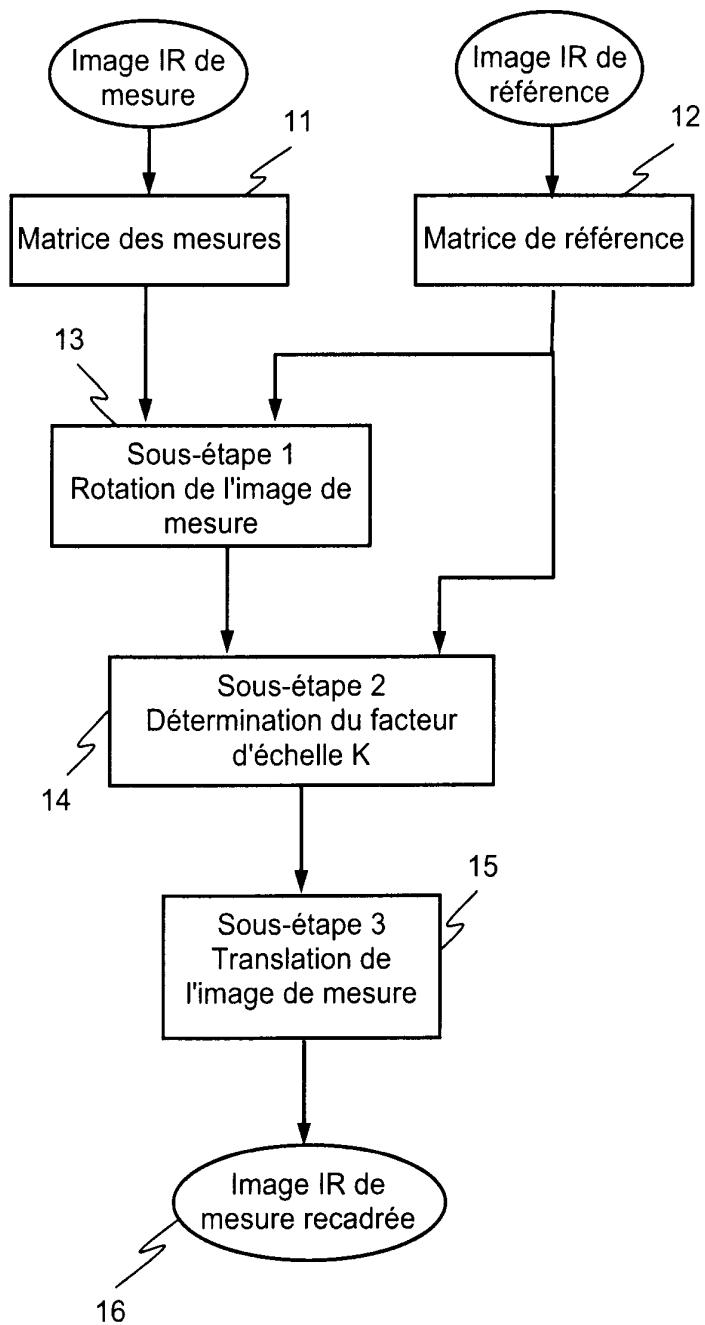 Image IR de
mesure
Image IR de
référence
11
12
Matrice des mesures
Matrice de référence
13
Sous-étape 1
Rotation de l'image de
mesure
Sous-étape 2
Détermination du facteur
d'échelle K
14
15
Sous-étape 3
Translation de
l'image de mesure
Image IR de
mesure recadrée
16